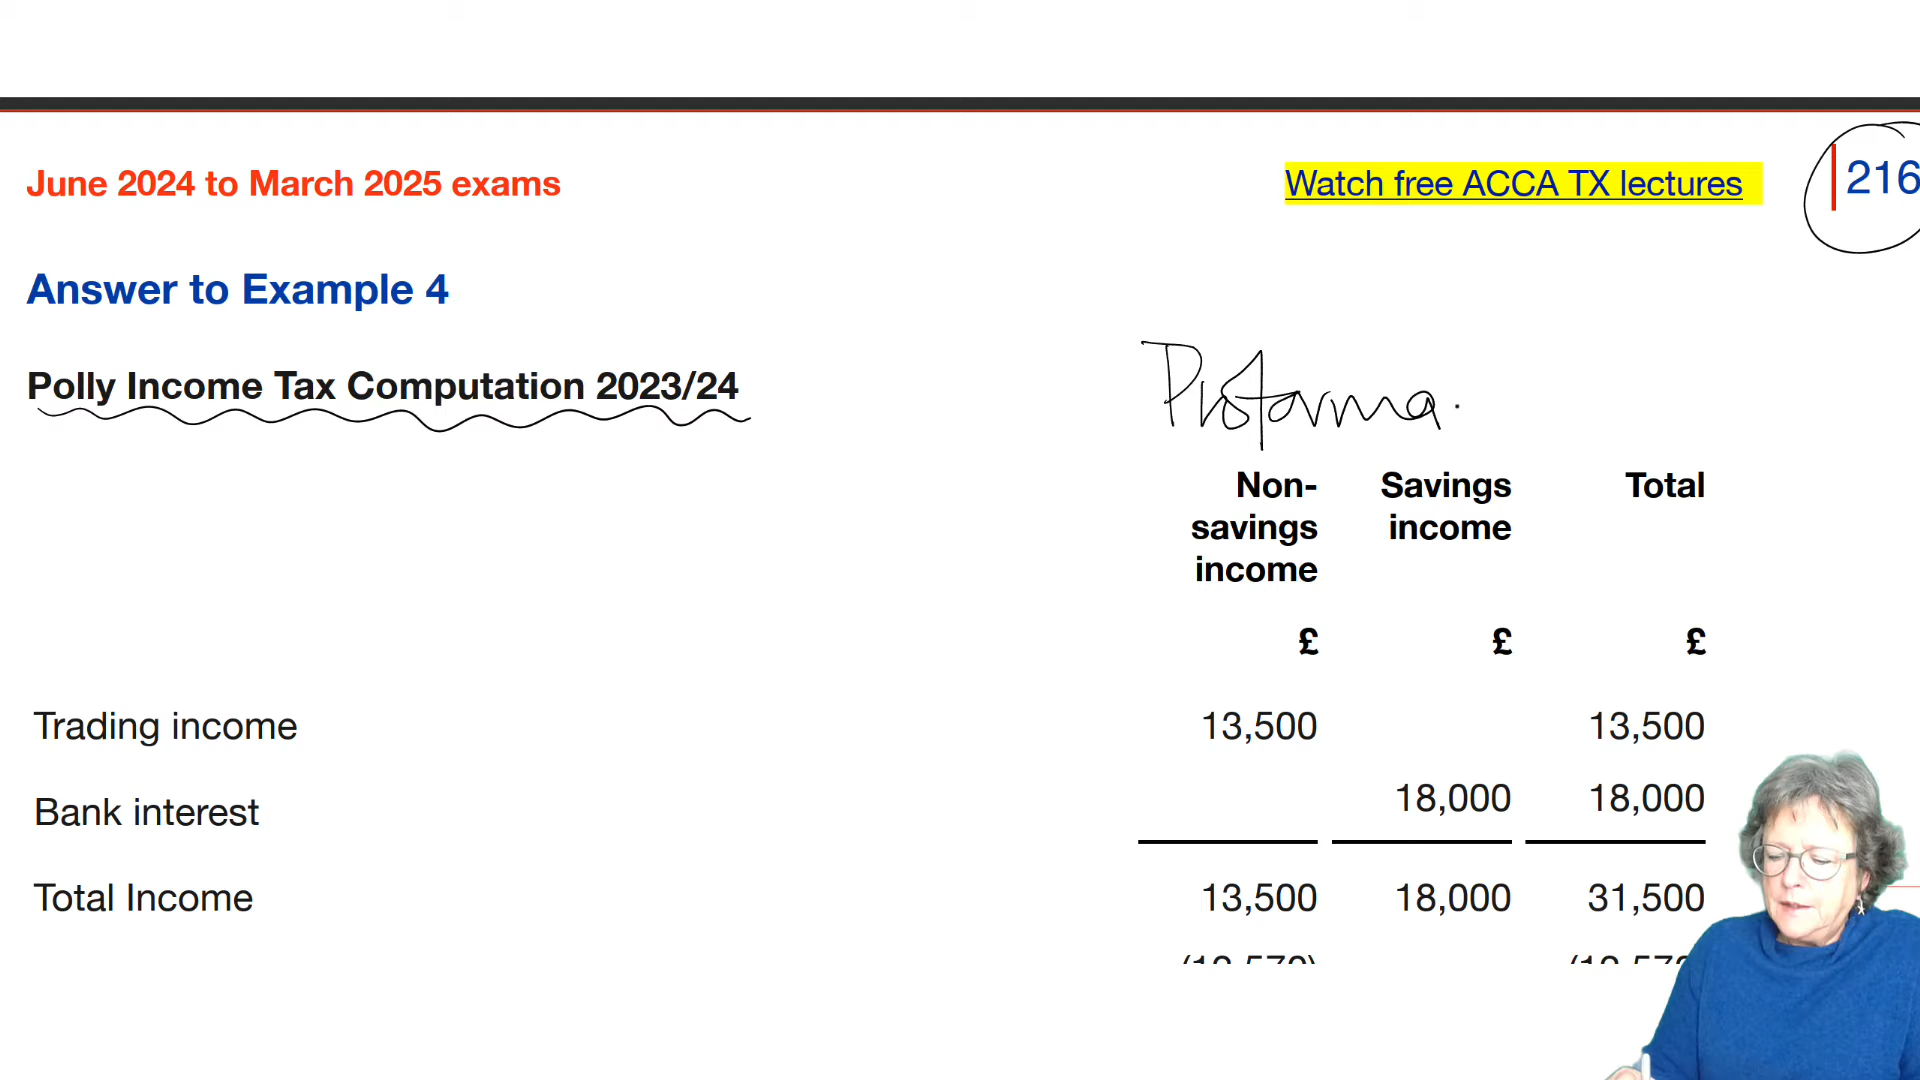 June 2024 to March 2025 exams
Watch free ACCA TX lectures
216
Answer to Example 4
Polly Income Tax Computation 2023/24
Proforma.
Non-savings income
Savings income
Total
£ £ £
Trading income 13,500 13,500
Bank interest 18,000 18,000
Total Income 13,500 18,000 31,500